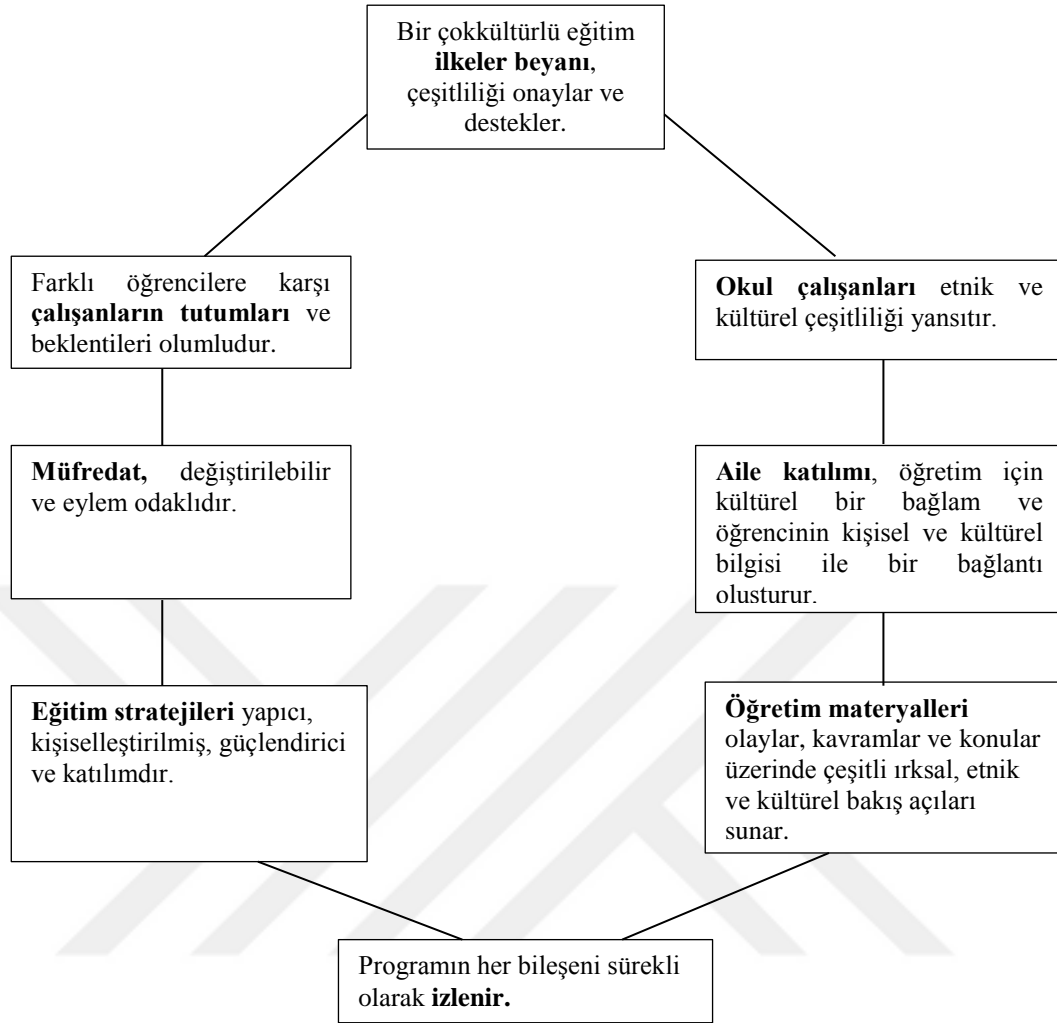 Bir çokkültürlü eğitim
ilkeler beyanı,
çeşitliliği onaylar ve
destekler.
Farklı öğrencilere karşı
çalışanların tutumları ve
beklentileri olumludur.
Okul çalışanları etnik ve
kültürel çeşitliliği yansıtır.
Müfredat, değiştirilebilir
ve eylem odaklıdır.
Aile katılımı, öğretim için
kültürel bir bağlam ve
öğrencinin kişisel ve kültürel
bilgisi ile bir bağlantı
olusturur.
Eğitim stratejileri yapıcı,
kişiselleştirilmiş, güçlendirici
ve katılımdır.
Öğretim materyalleri
olaylar, kavramlar ve konular
üzerinde çeşitli ırksal, etnik
ve kültürel bakış açıları
sunar.
Programın her bileşeni sürekli
olarak izlenir.